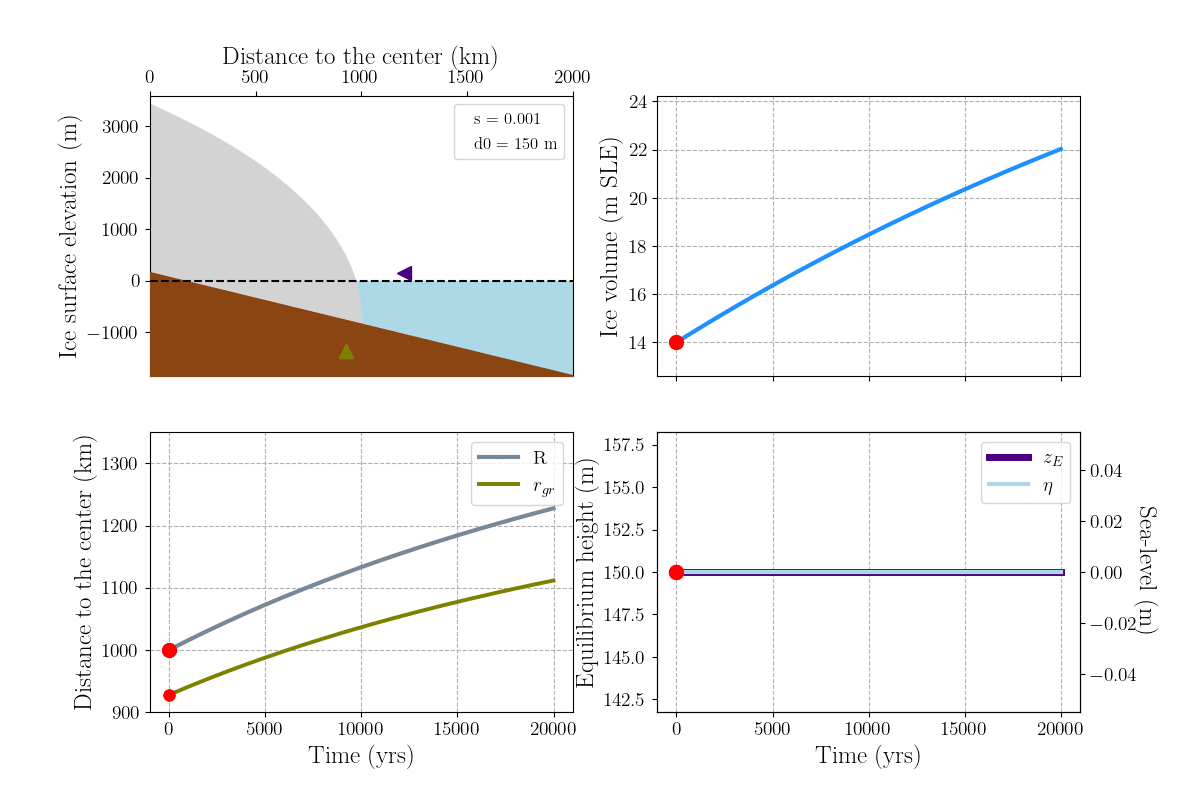 Distance to the center (km)
0 500 1000 1500 2000
Ice surface elevation (m)
3000
2000
1000
0
−1000
s = 0.001
d0 = 150 m
Ice volume (m SLE)
24
22
20
18
16
14
Distance to the center (km)
1300
1200
1100
1000
900
R
r_gr
0 5000 10000 15000 20000
Time (yrs)
Equilibrium height (m)
157.5
155.0
152.5
150.0
147.5
145.0
142.5
z_E
η
0.04
0.02
0.00
−0.02
−0.04
Sea-level (m)
0 5000 10000 15000 20000
Time (yrs)